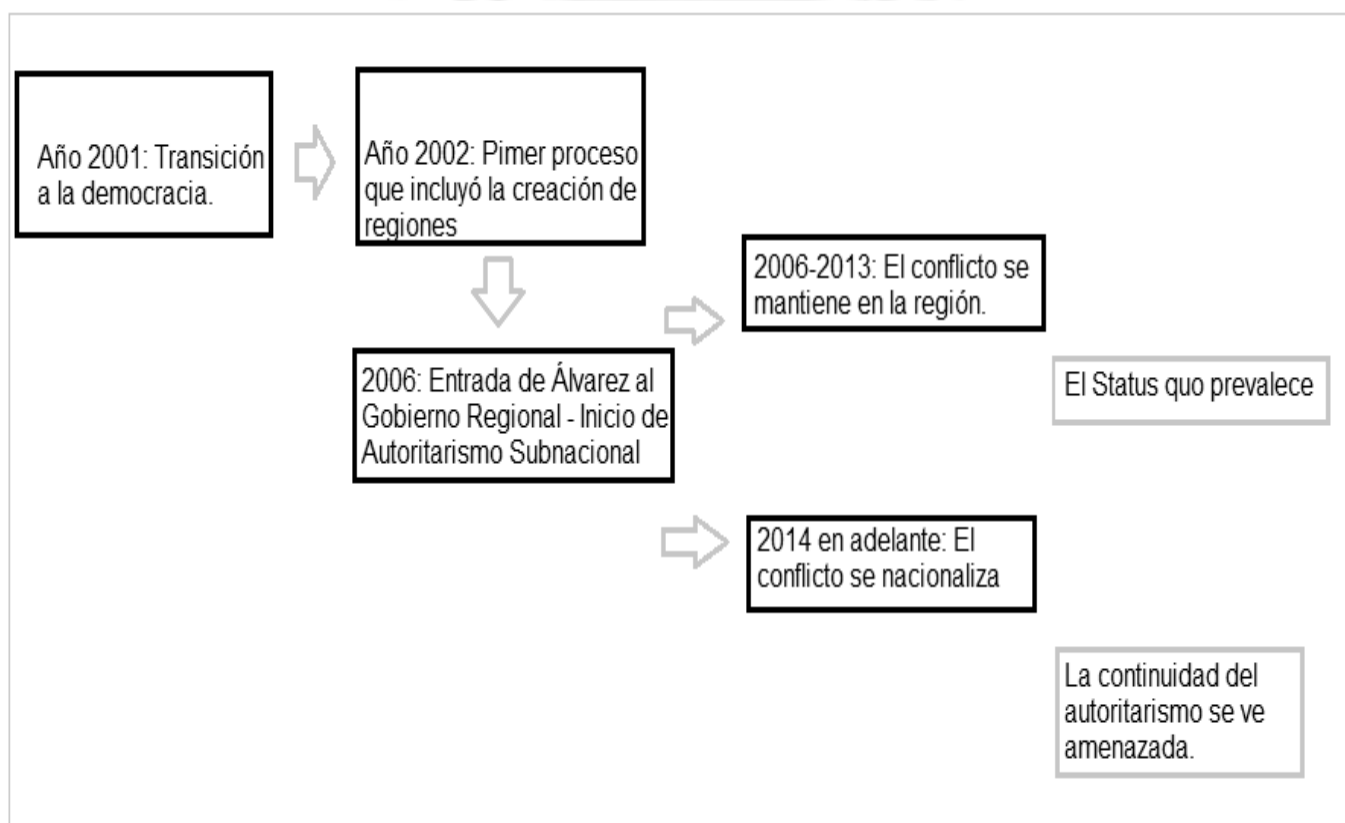 Año 2001: Transición
a la democracia.
Año 2002: Pimer proceso
que incluyó la creación de
regiones
2006-2013: El conflicto se
mantiene en la región.
2006: Entrada de Álvarez al
Gobierno Regional - Inicio de
Autoritarismo Subnacional
El Status quo prevalece
2014 en adelante: El
conflicto se nacionaliza
La continuidad del
autoritarismo se ve
amenazada.